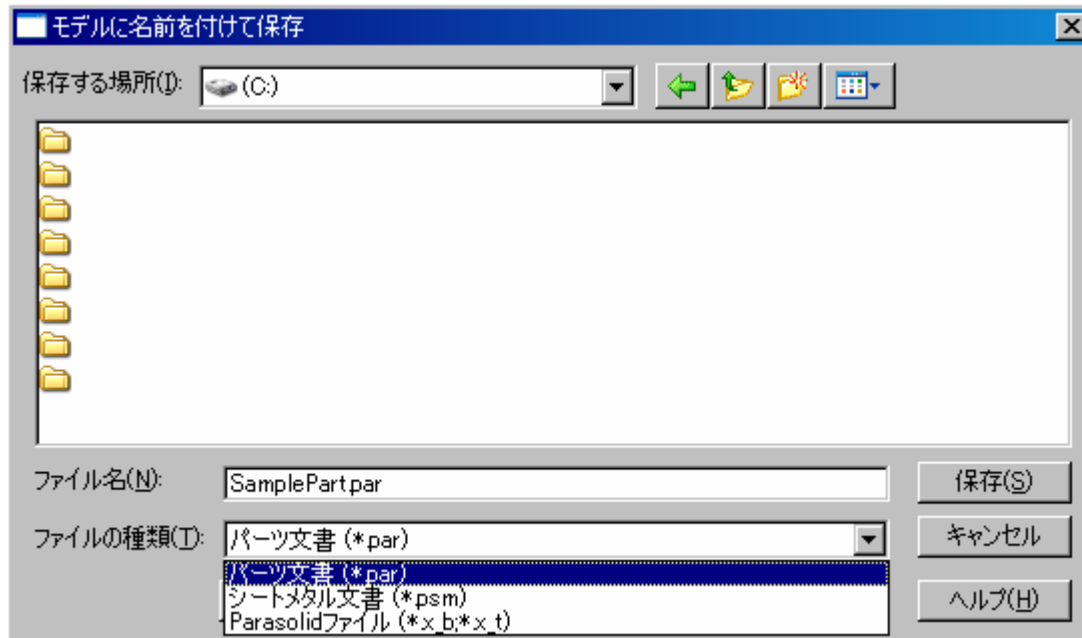 モデルに名前を付けて保存
保存する場所(I): (C:)
ファイル名(N): SamplePart.par 保存(S)
ファイルの種類(T): パーツ文書 (*.par) キャンセル
パーツ文書 (*.par)
シートメタル文書 (*.psm)
Parasolidファイル (*.x_b;*.x_t) ヘルプ(H)